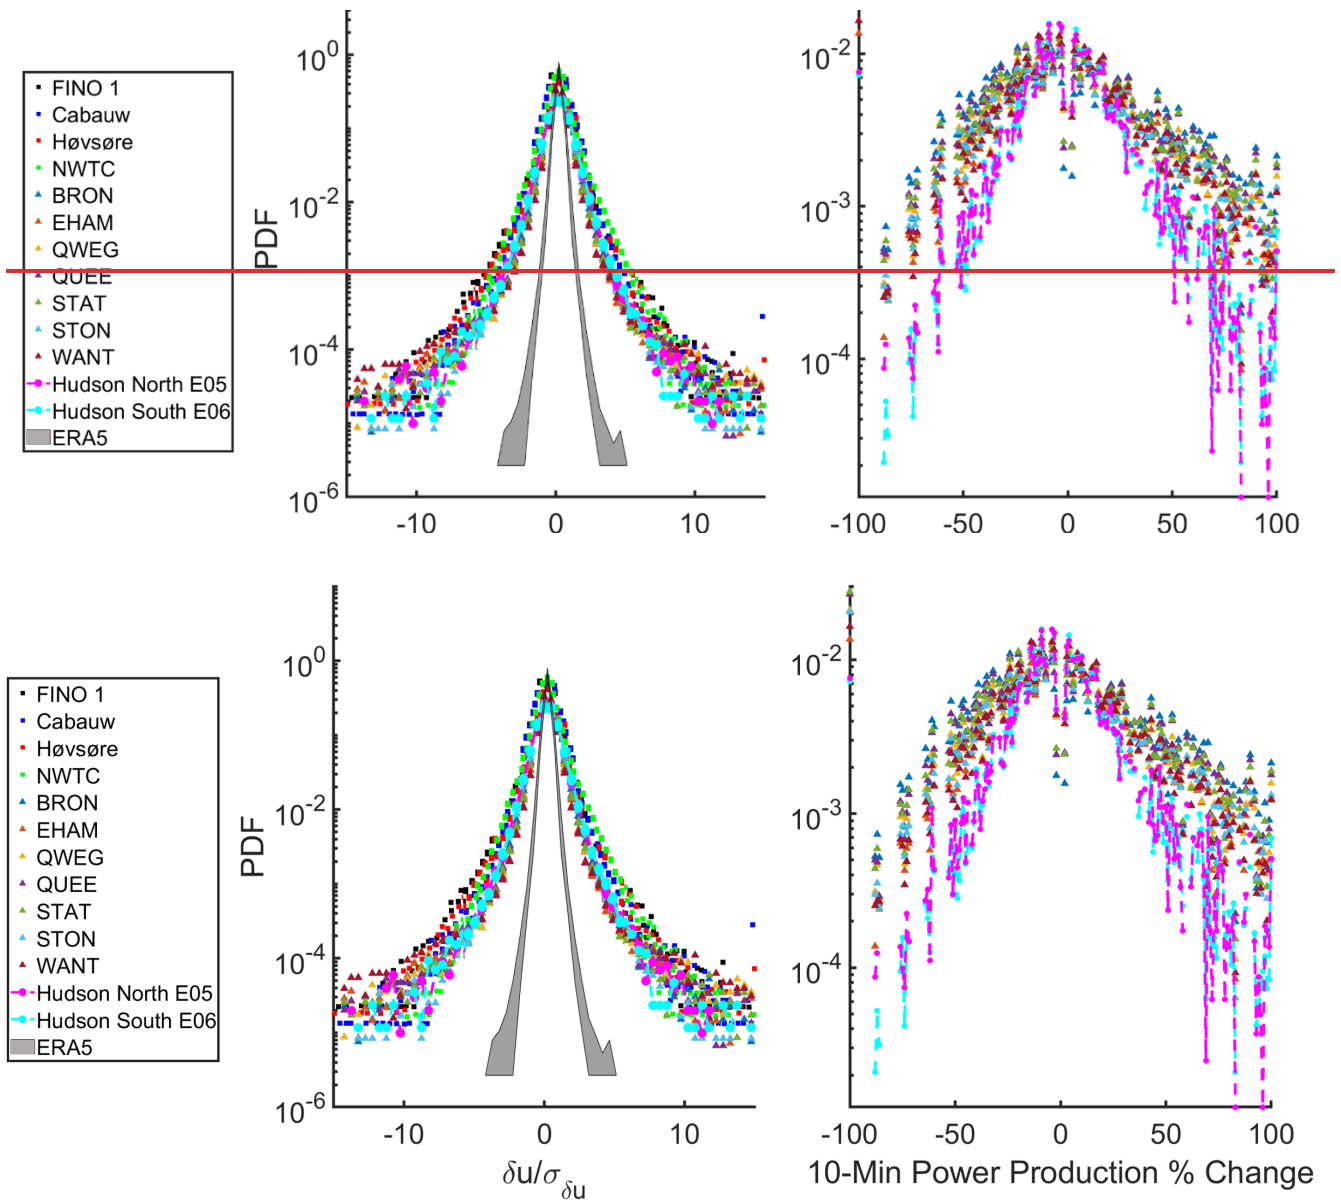 FINO 1
Cabauw
Høvsøre
NWTC
BRON
EHAM
QWEG
QUEE
STAT
STON
WANT
Hudson North E05
Hudson South E06
ERA5
PDF
10^0
10^-2
10^-4
10^-6
-10 0 10
10^-2
10^-3
10^-4
-100 -50 0 50 100
FINO 1
Cabauw
Høvsøre
NWTC
BRON
EHAM
QWEG
QUEE
STAT
STON
WANT
Hudson North E05
Hudson South E06
ERA5
PDF
10^0
10^-2
10^-4
10^-6
-10 0 10
δu/σ_δu
10^-2
10^-3
10^-4
-100 -50 0 50 100
10-Min Power Production % Change